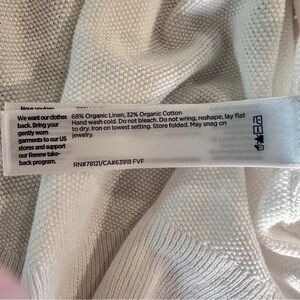 We want our clothes
back. Bring your
gently worn
garments to our US
stores and support
our Renew take-
back program.
68% Organic Linen, 32% Organic Cotton
Hand wash cold. Do not bleach. Do not wring, reshape, lay flat
to dry. Iron on lowest setting. Store folded. May snag on
jewelry.
RN#78121/CA#63918 FVF